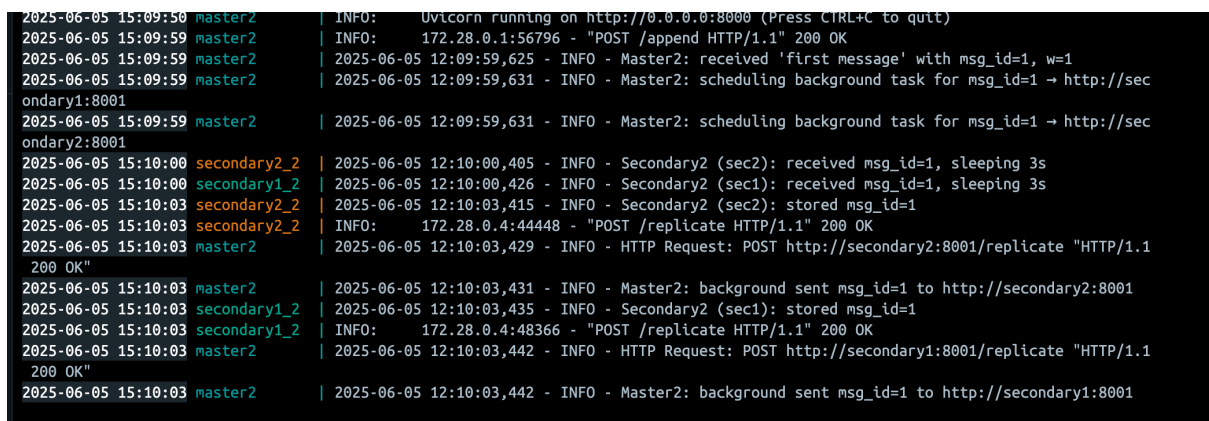 2025-06-05 15:09:50 master2 | INFO: Uvicorn running on http://0.0.0.0:8000 (Press CTRL+C to quit)
2025-06-05 15:09:59 master2 | INFO: 172.28.0.1:56796 - "POST /append HTTP/1.1" 200 OK
2025-06-05 15:09:59 master2 | 2025-06-05 12:09:59,625 - INFO - Master2: received 'first message' with msg_id=1, w=1
2025-06-05 15:09:59 master2 | 2025-06-05 12:09:59,631 - INFO - Master2: scheduling background task for msg_id=1 → http://sec
ondary1:8001
2025-06-05 15:09:59 master2 | 2025-06-05 12:09:59,631 - INFO - Master2: scheduling background task for msg_id=1 → http://sec
ondary2:8001
2025-06-05 15:10:00 secondary2_2 | 2025-06-05 12:10:00,405 - INFO - Secondary2 (sec2): received msg_id=1, sleeping 3s
2025-06-05 15:10:00 secondary1_2 | 2025-06-05 12:10:00,426 - INFO - Secondary2 (sec1): received msg_id=1, sleeping 3s
2025-06-05 15:10:03 secondary2_2 | 2025-06-05 12:10:03,415 - INFO - Secondary2 (sec2): stored msg_id=1
2025-06-05 15:10:03 secondary2_2 | INFO: 172.28.0.4:44448 - "POST /replicate HTTP/1.1" 200 OK
2025-06-05 15:10:03 master2 | 2025-06-05 12:10:03,429 - INFO - HTTP Request: POST http://secondary2:8001/replicate "HTTP/1.1
200 OK"
2025-06-05 15:10:03 master2 | 2025-06-05 12:10:03,431 - INFO - Master2: background sent msg_id=1 to http://secondary2:8001
2025-06-05 15:10:03 secondary1_2 | 2025-06-05 12:10:03,435 - INFO - Secondary2 (sec1): stored msg_id=1
2025-06-05 15:10:03 secondary1_2 | INFO: 172.28.0.4:48366 - "POST /replicate HTTP/1.1" 200 OK
2025-06-05 15:10:03 master2 | 2025-06-05 12:10:03,442 - INFO - HTTP Request: POST http://secondary1:8001/replicate "HTTP/1.1
200 OK"
2025-06-05 15:10:03 master2 | 2025-06-05 12:10:03,442 - INFO - Master2: background sent msg_id=1 to http://secondary1:8001